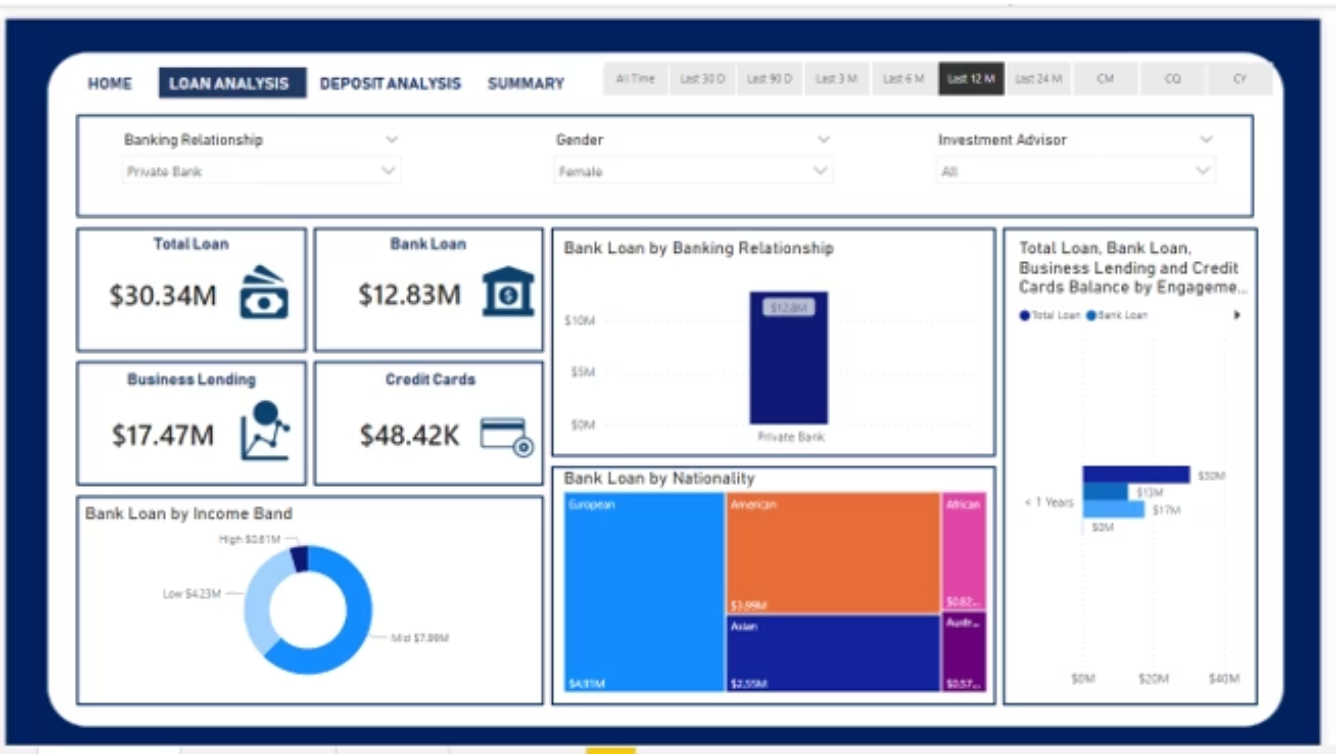 HOME
LOAN ANALYSIS
DEPOSIT ANALYSIS
SUMMARY
All Time
Last 30 D
Last 90 D
Last 3 M
Last 6 M
Last 12 M
Last 24 M
CM
CQ
CY
Banking Relationship
Private Bank
Gender
Female
Investment Advisor
All
Total Loan
$30.34M
Bank Loan
$12.83M
Business Lending
$17.47M
Credit Cards
$48.42K
Bank Loan by Income Band
High $0.61M
Low $4.23M
Mid $7.99M
Bank Loan by Banking Relationship
$10M
$5M
$0M
$12.8M
Private Bank
Bank Loan by Nationality
European
$4.91M
American
$3.99M
Asian
$2.55M
African
$0.82...
Austr...
$0.57...
Total Loan, Bank Loan,
Business Lending and Credit
Cards Balance by Engageme...
Total Loan
Bank Loan
< 1 Years
$30M
$13M
$17M
$0M
$0M
$20M
$40M